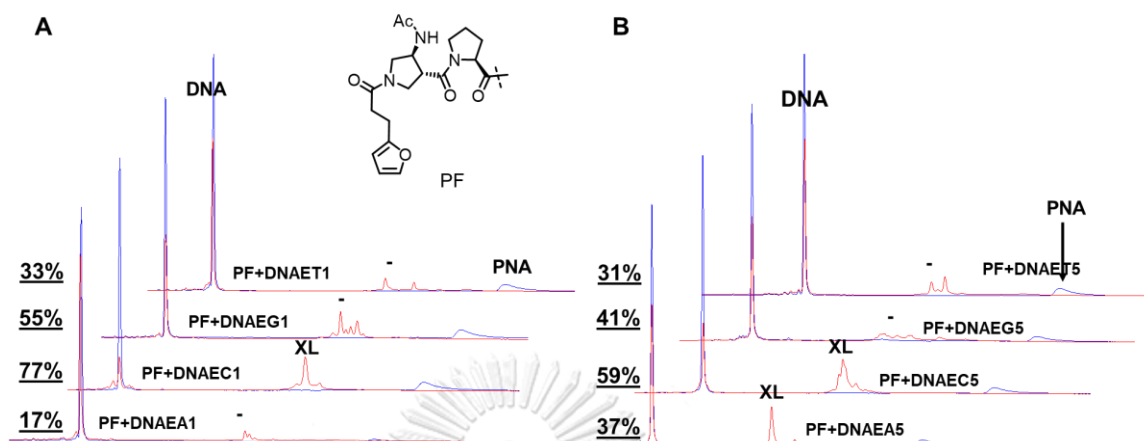 A
Ac
NH
N
N
O
O
O
O
PF
DNA
33%
PF+DNAET1
-
PNA
55%
PF+DNAEG1
-
77%
PF+DNAEC1
XL
17%
PF+DNAEA1
-
B
DNA
PNA
31%
-
PF+DNAET5
41%
-
PF+DNAEG5
59%
XL
PF+DNAEC5
37%
XL
PF+DNAEA5